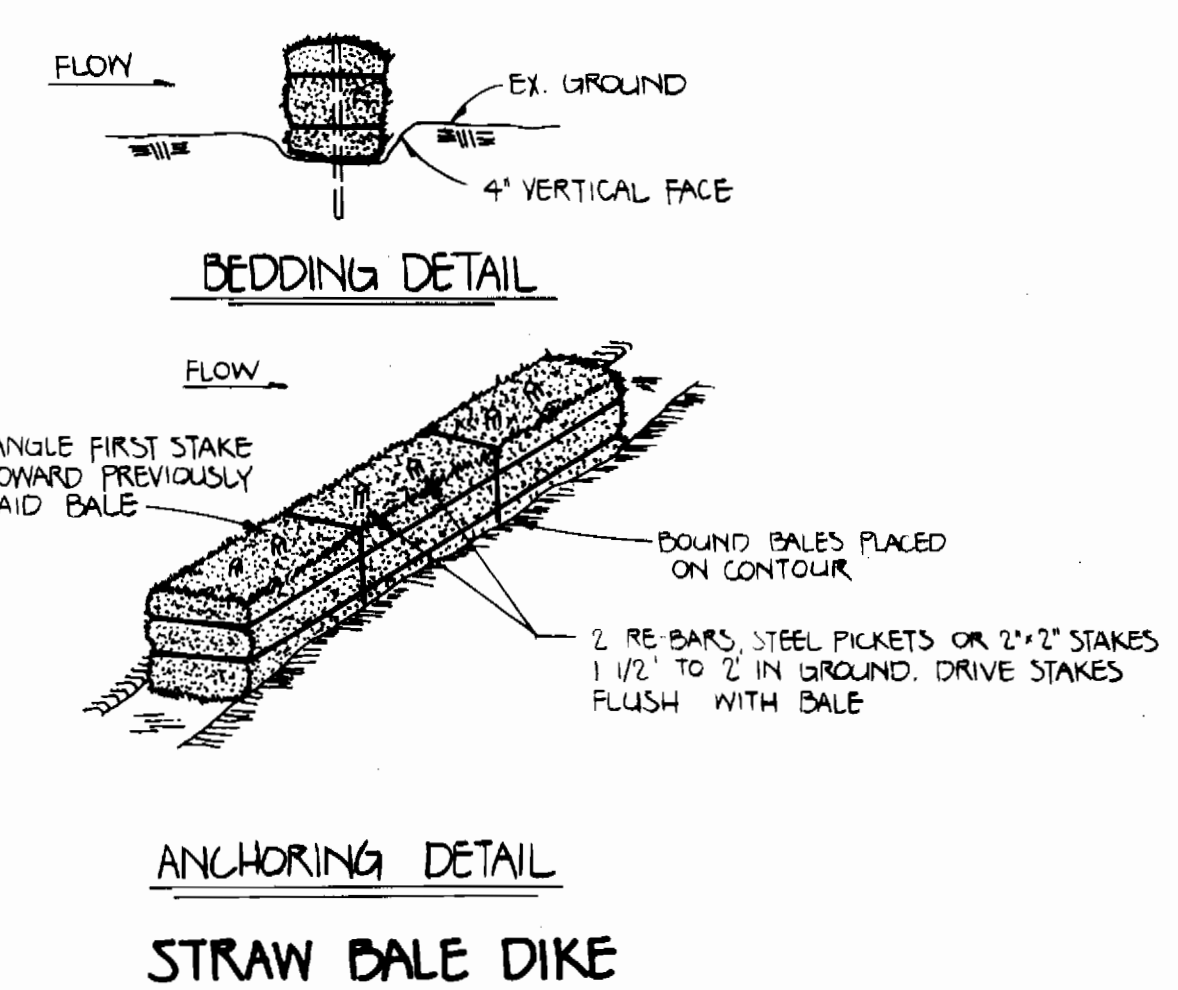 FLOW
EX. GROUND
4" VERTICAL FACE
BEDDING DETAIL
FLOW
ANGLE FIRST STAKE
OWARD PREVIOUSLY
AID BALE
BOUND BALES PLACED
ON CONTOUR
2 RE-BARS, STEEL PICKETS OR 2"x2" STAKES
1 1/2' TO 2' IN GROUND. DRIVE STAKES
FLUSH WITH BALE
ANCHORING DETAIL
STRAW BALE DIKE